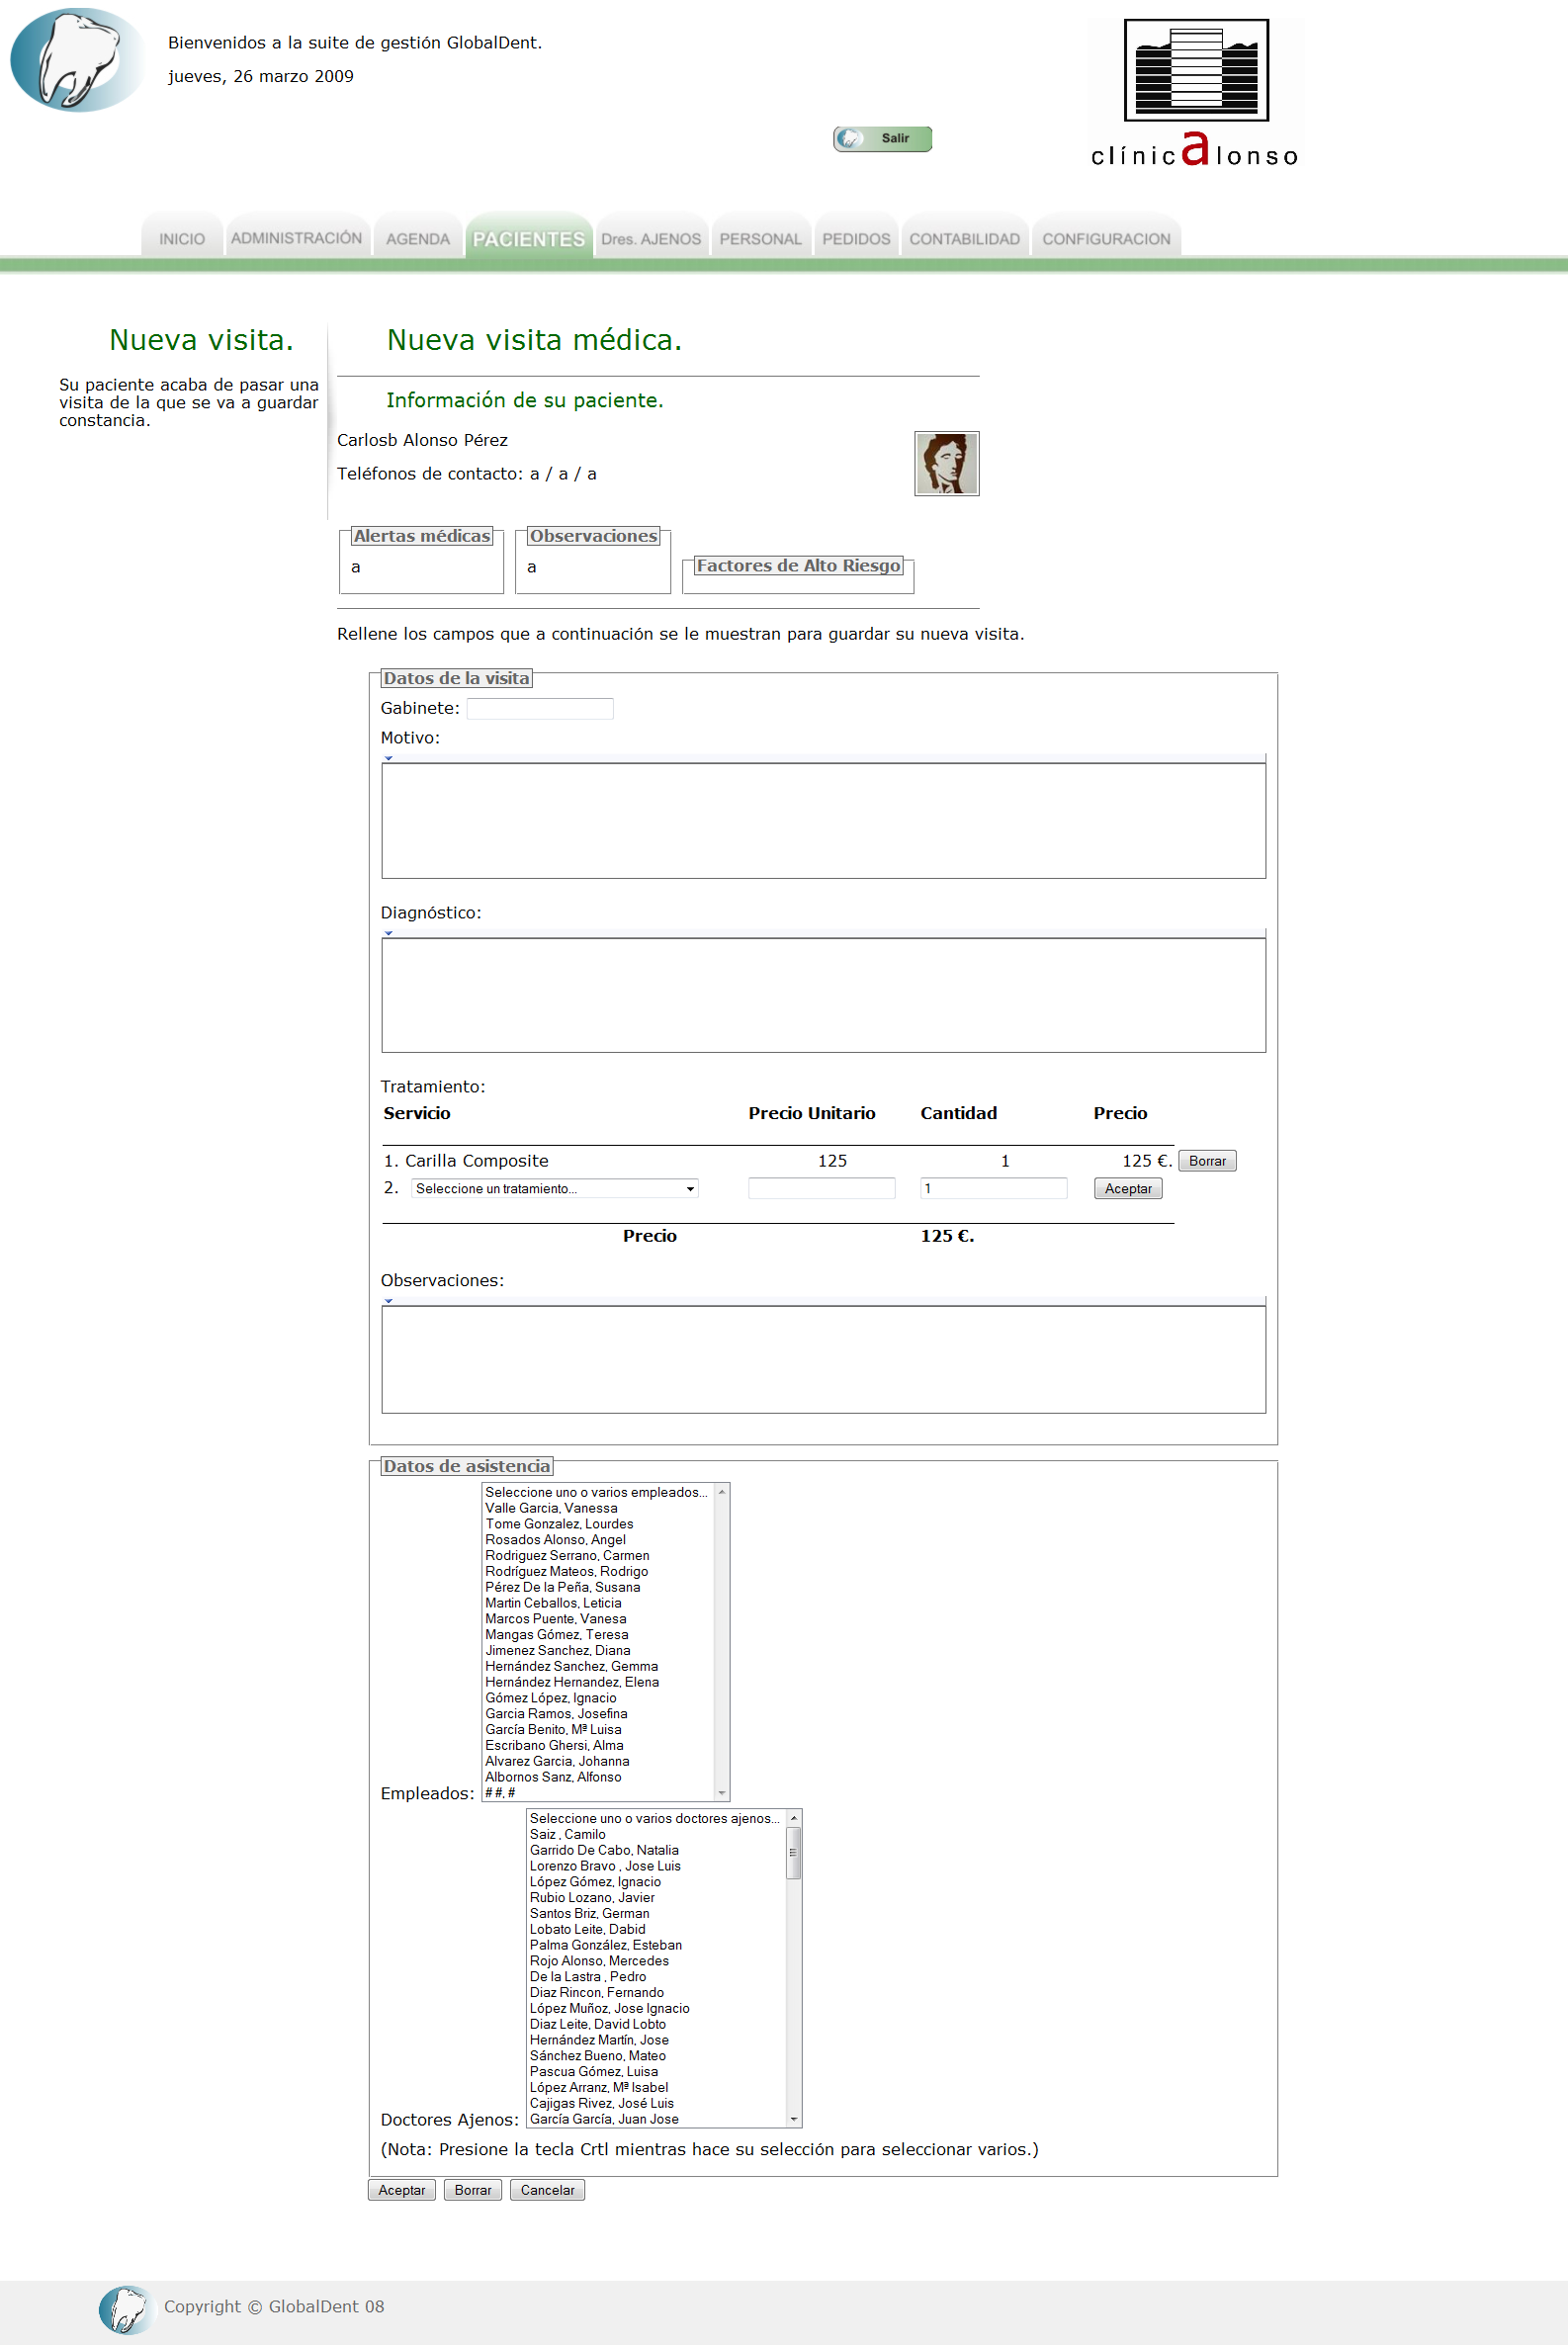 Bienvenidos a la suite de gestión GlobalDent.
jueves, 26 marzo 2009
Salir
clínicAlonso
INICIO ADMINISTRACIÓN AGENDA PACIENTES Dres. AJENOS PERSONAL PEDIDOS CONTABILIDAD CONFIGURACION
Nueva visita.
Su paciente acaba de pasar una
visita de la que se va a guardar
constancia.
Nueva visita médica.
Información de su paciente.
Carlosb Alonso Pérez
Teléfonos de contacto: a / a / a
Alertas médicas
a
Observaciones
a
Factores de Alto Riesgo
Rellene los campos que a continuación se le muestran para guardar su nueva visita.
Datos de la visita
Gabinete:
Motivo:
Diagnóstico:
Tratamiento:
Servicio Precio Unitario Cantidad Precio
1. Carilla Composite 125 1 125 €. Borrar
2. Seleccione un tratamiento... 1 Aceptar
Precio 125 €.
Observaciones:
Datos de asistencia
Seleccione uno o varios empleados...
Valle Garcia, Vanessa
Tome Gonzalez, Lourdes
Rosados Alonso, Angel
Rodriguez Serrano, Carmen
Rodríguez Mateos, Rodrigo
Pérez De la Peña, Susana
Martin Ceballos, Leticia
Marcos Puente, Vanesa
Mangas Gómez, Teresa
Jimenez Sanchez, Diana
Hernández Sanchez, Gemma
Hernández Hernandez, Elena
Gómez López, Ignacio
Garcia Ramos, Josefina
García Benito, Mª Luisa
Escribano Ghersi, Alma
Alvarez Garcia, Johanna
Albornos Sanz, Alfonso
# #, #
Empleados:
Seleccione uno o varios doctores ajenos...
Saiz , Camilo
Garrido De Cabo, Natalia
Lorenzo Bravo , Jose Luis
López Gómez, Ignacio
Rubio Lozano, Javier
Santos Briz, German
Lobato Leite, Dabid
Palma González, Esteban
Rojo Alonso, Mercedes
De la Lastra , Pedro
Diaz Rincon, Fernando
López Muñoz, Jose Ignacio
Diaz Leite, David Lobto
Hernández Martín, Jose
Sánchez Bueno, Mateo
Pascua Gómez, Luisa
López Arranz, Mª Isabel
Cajigas Rivez, José Luis
García García, Juan Jose
Doctores Ajenos:
(Nota: Presione la tecla Crtl mientras hace su selección para seleccionar varios.)
Aceptar Borrar Cancelar
Copyright © GlobalDent 08